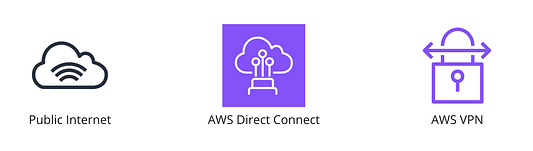 Public Internet
AWS Direct Connect
AWS VPN